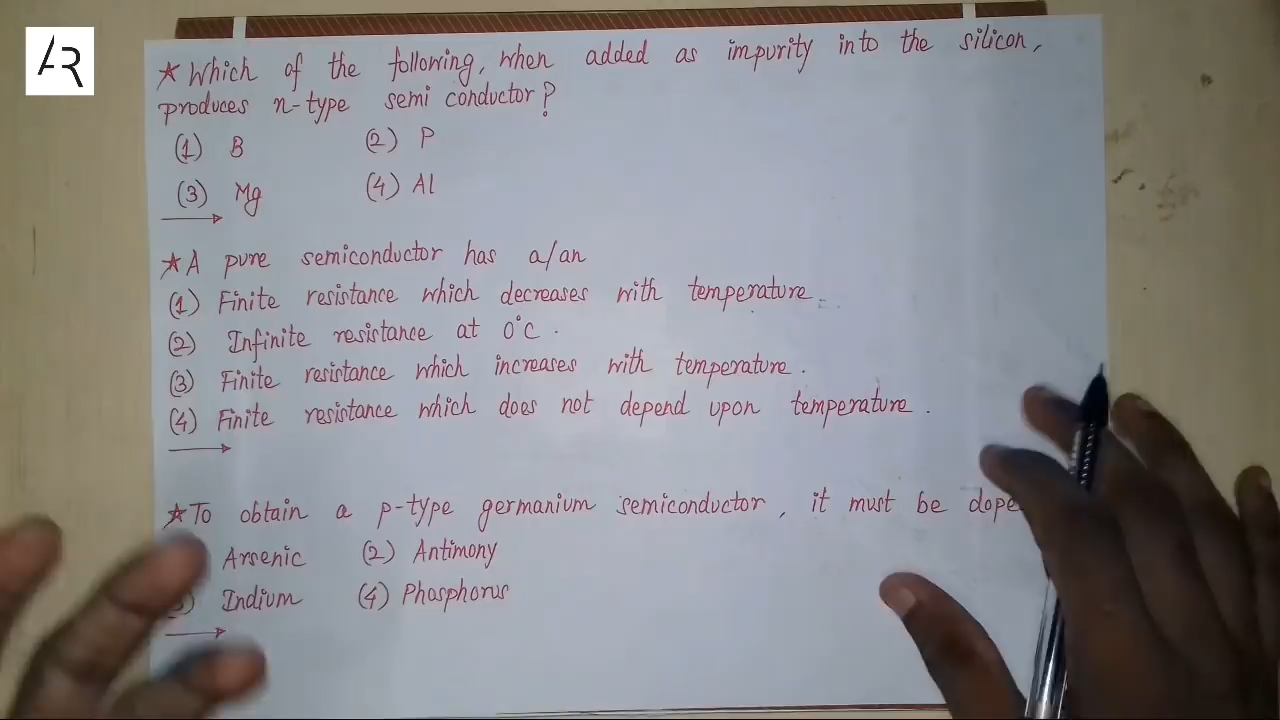 AR
★ Which of the following, when added as impurity into the silicon,
produces n-type semi conductor?
(1) B (2) P
(3) Mg (4) Al
★ A pure semiconductor has a/an
(1) Finite resistance which decreases with temperature.
(2) Infinite resistance at 0°C.
(3) Finite resistance which increases with temperature.
(4) Finite resistance which does not depend upon temperature.
★ To obtain a p-type germanium semiconductor, it must be
Arsenic (2) Antimony
Indium (4) Phosphorus